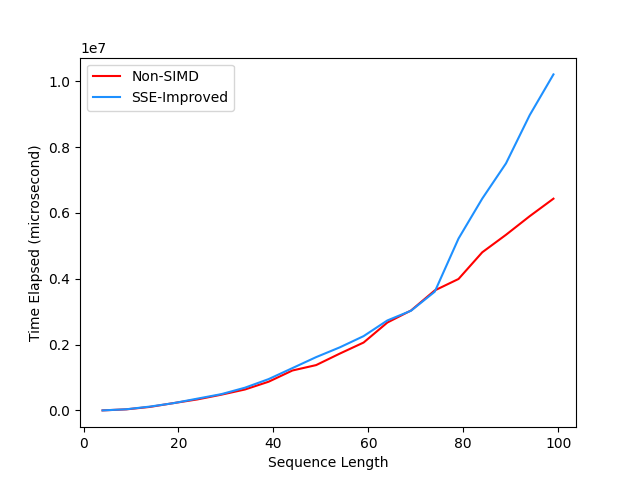 1e7
Non-SIMD
SSE-Improved
1.0
0.8
0.6
0.4
0.2
0.0
Time Elapsed (microsecond)
0 20 40 60 80 100
Sequence Length